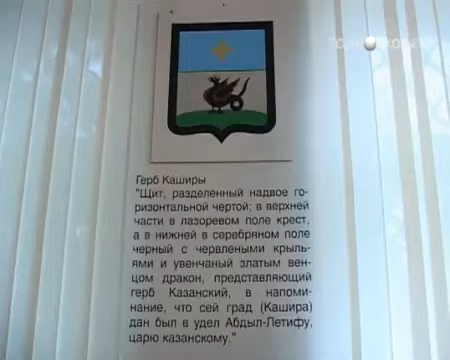 Герб Каширы
"Щит, разделенный надвое го-
ризонтальной чертой; в верхней
части в лазоревом поле крест,
а в нижней в серебряном поле
черный с червлеными крыль-
ями и увенчаный златым вен-
цом дракон, представляющий
герб Казанский, в напоми-
нание, что сей град (Кашира)
дан был в удел Абдыл-Летифу,
царю казанскому."